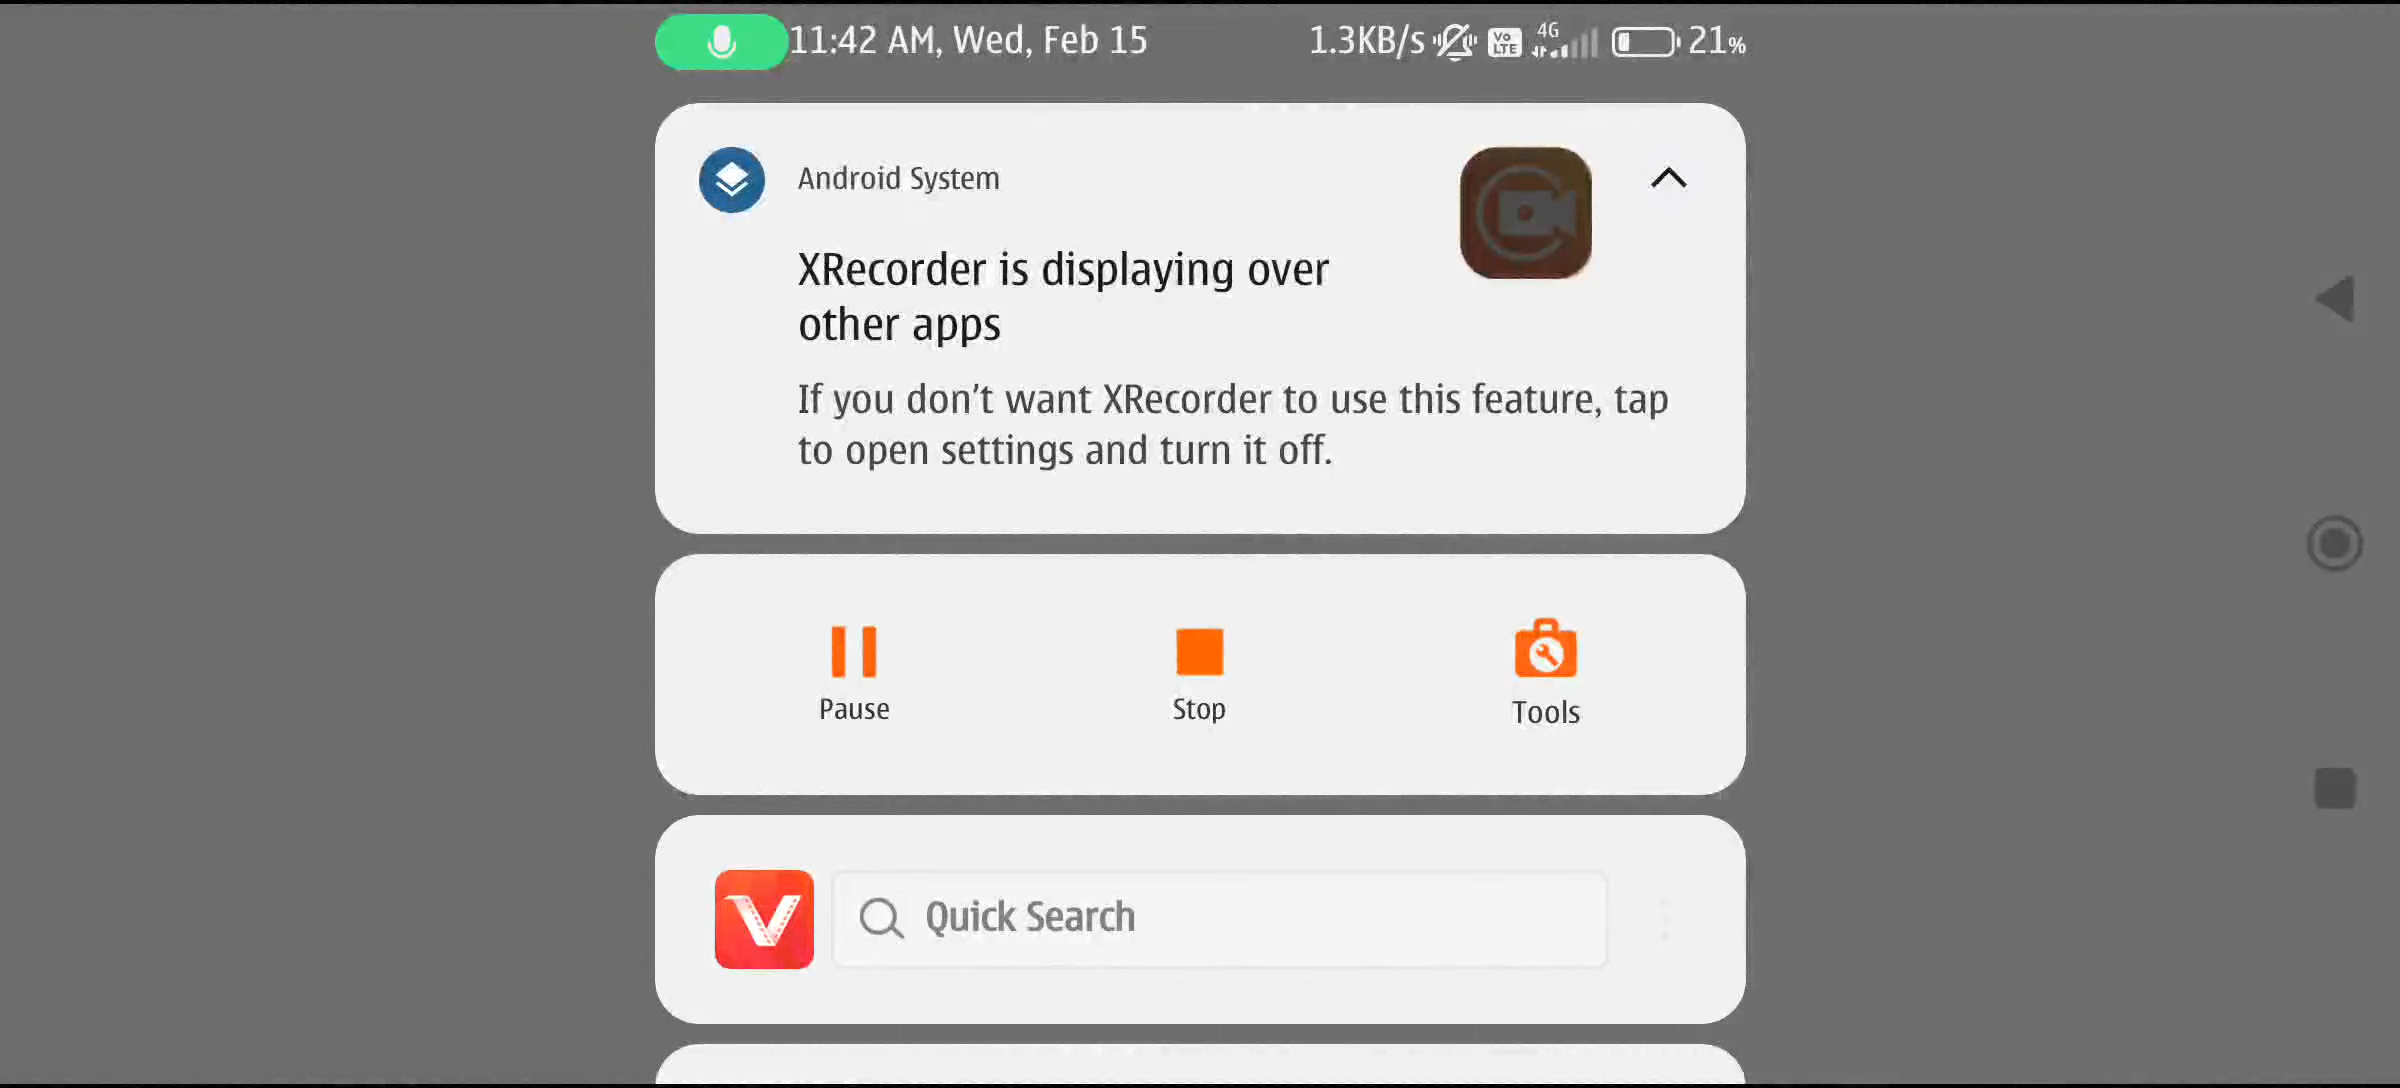 11:42 AM, Wed, Feb 15 1.3KB/s Vo LTE 4G 21%
Android System
XRecorder is displaying over
other apps
If you don’t want XRecorder to use this feature, tap
to open settings and turn it off.
Pause Stop Tools
Quick Search